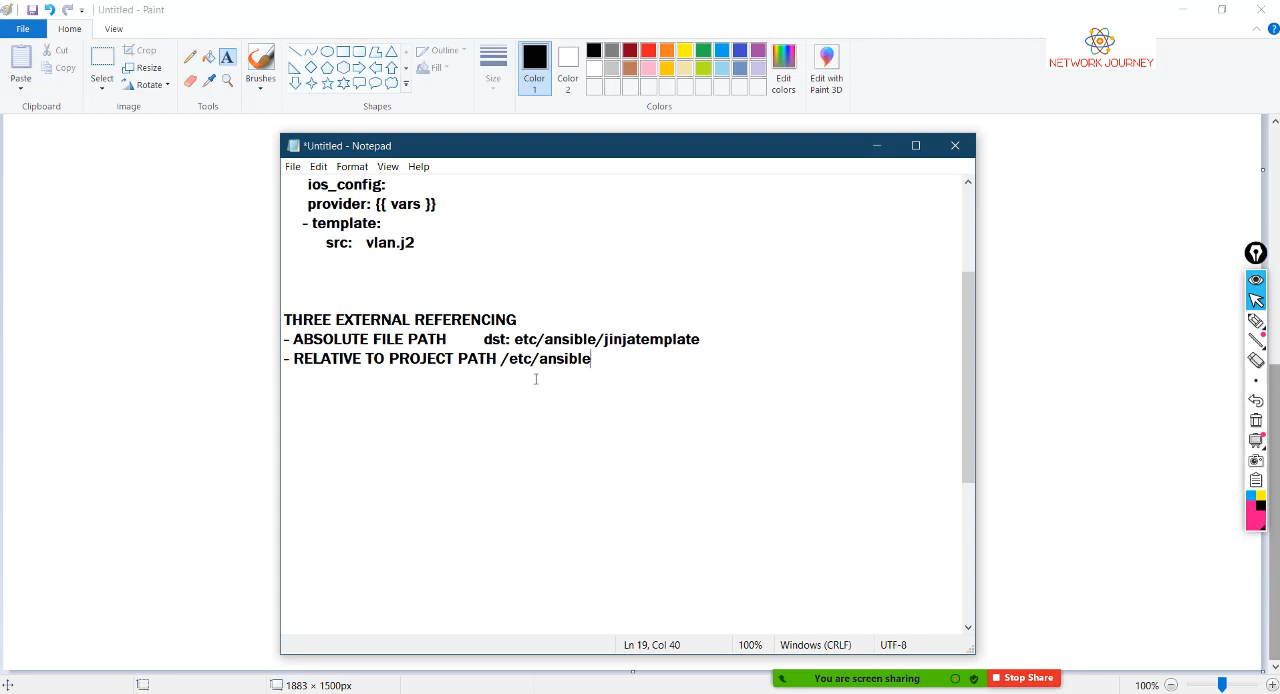 Untitled - Paint
File Home View
Paste
Cut
Copy
Clipboard
Select
Crop
Resize
Rotate
Image
A
Tools
Brushes
Shapes
Outline
Fill
Size
Color 1
Color 2
Colors
Edit colors
Edit with Paint 3D
NETWORK JOURNEY
*Untitled - Notepad
File Edit Format View Help
ios_config:
provider: {{ vars }}
- template:
src: vlan.j2
THREE EXTERNAL REFERENCING
- ABSOLUTE FILE PATH dst: etc/ansible/jinjatemplate
- RELATIVE TO PROJECT PATH /etc/ansible
Ln 19, Col 40 100% Windows (CRLF) UTF-8
You are screen sharing Stop Share
1883 × 1500px 100%